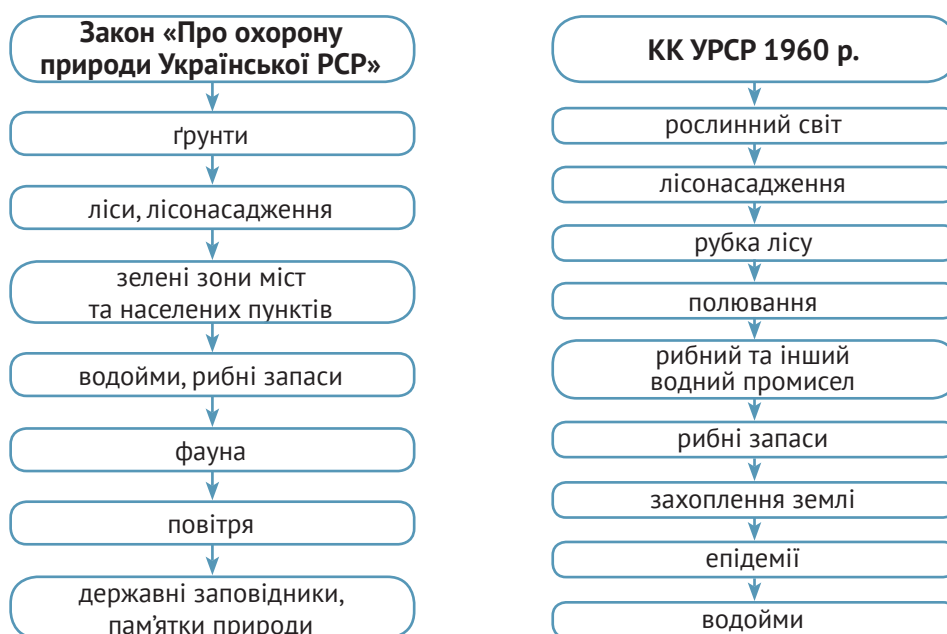 Закон «Про охорону
природи Української РСР»
ґрунти
ліси, лісонасадження
зелені зони міст
та населених пунктів
водойми, рибні запаси
фауна
повітря
державні заповідники,
пам'ятки природи
КК УРСР 1960 р.
рослинний світ
лісонасадження
рубка лісу
полювання
рибний та інший
водний промисел
рибні запаси
захоплення землі
епідемії
водойми